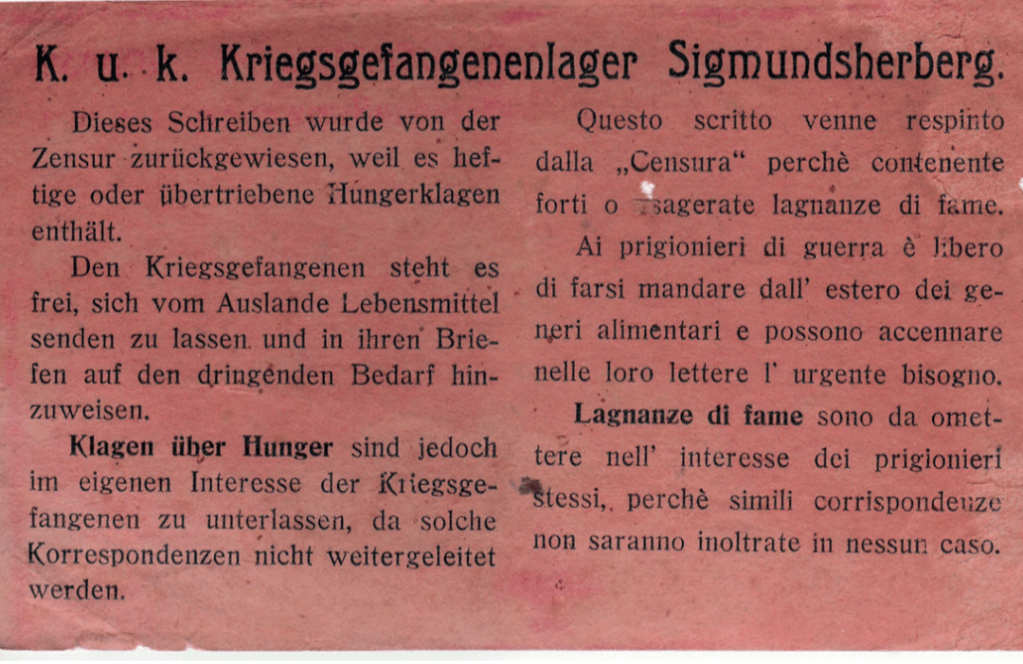 K. u. k. Kriegsgefangenenlager Sigmundsherberg.
Dieses Schreiben wurde von der
Zensur zurückgewiesen, weil es hef-
tige oder übertriebene Hungerklagen
enthält.
Den Kriegsgefangenen steht es
frei, sich vom Auslande Lebensmittel
senden zu lassen und in ihren Brie-
fen auf den dringenden Bedarf hin-
zuweisen.
Klagen über Hunger sind jedoch
im eigenen Interesse der Kriegsge-
fangenen zu unterlassen, da solche
Korrespondenzen nicht weitergeleitet
werden.
Questo scritto venne respinto
dalla „Censura“ perchè contenente
forti o esagerate lagnanze di fame.
Ai prigionieri di guerra è libero
di farsi mandare dall' estero dei ge-
neri alimentari e possono accennare
nelle loro lettere l' urgente bisogno.
Lagnanze di fame sono da omet-
tere nell' interesse dei prigionieri
stessi, perchè simili corrispondenze
non saranno inoltrate in nessun caso.